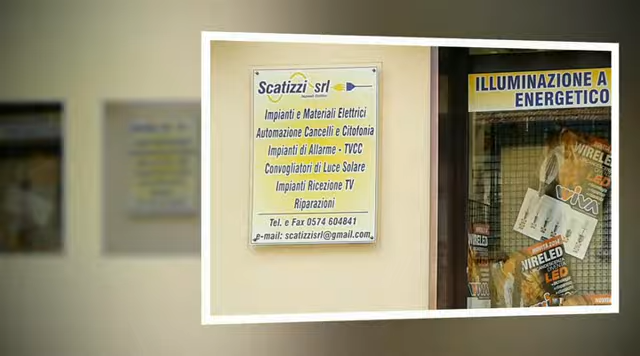 Scatizzi srl
Impianti e Materiali Elettrici
Automazione Cancelli e Citofonia
Impianti di Allarme - TVCC
Convogliatori di Luce Solare
Impianti Ricezione TV
Riparazioni
Tel. e Fax 0574 604841
e-mail: scatizzisrl@gmail.com
ILLUMINAZIONE A
ENERGETICO
WIRELED
LED
VIVA
WIRELED
WIRELED
LED